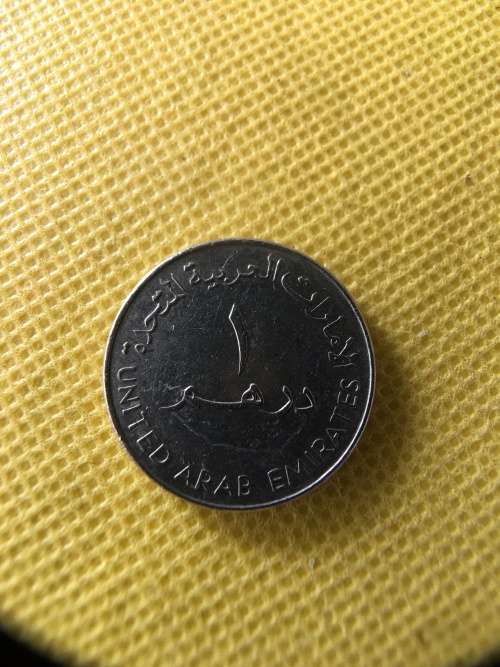 الإمارات العربية المتحدة
١
درهم
UNITED ARAB EMIRATES